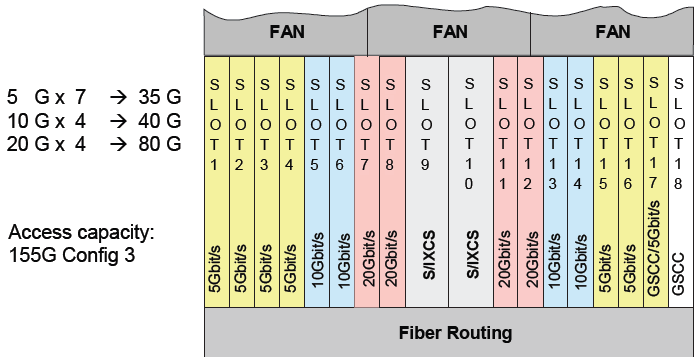 FAN FAN FAN
5 G x 7 → 35 G
10 G x 4 → 40 G
20 G x 4 → 80 G
Access capacity:
155G Config 3
SLOT1
5Gbit/s
SLOT2
5Gbit/s
SLOT3
5Gbit/s
SLOT4
5Gbit/s
SLOT5
10Gbit/s
SLOT6
10Gbit/s
SLOT7
20Gbit/s
SLOT8
20Gbit/s
SLOT9
S/IXCS
SLOT10
S/IXCS
SLOT11
20Gbit/s
SLOT12
20Gbit/s
SLOT13
10Gbit/s
SLOT14
10Gbit/s
SLOT15
5Gbit/s
SLOT16
5Gbit/s
SLOT17
GSCC/5Gbit/s
SLOT18
GSCC
Fiber Routing